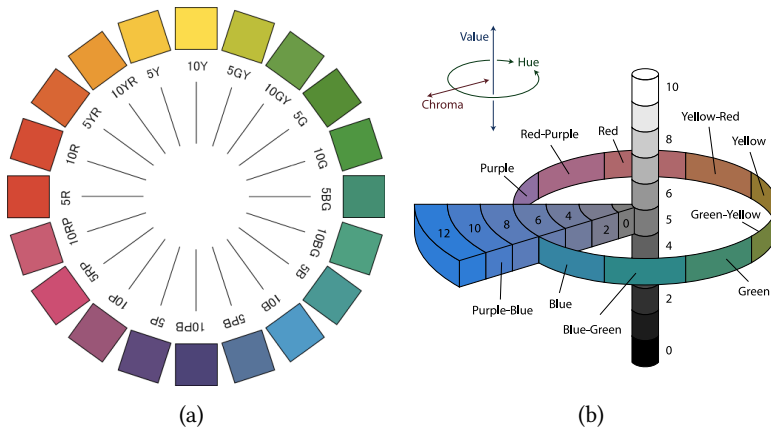 10Y
5GY
10GY
5G
10G
5BG
10BG
5B
10B
5PB
10PB
5P
10P
5RP
10RP
5R
10R
5YR
10YR
5Y
(a)
Value
Hue
Chroma
10
8
6
5
4
2
0
Yellow-Red
Red-Purple
Red
Yellow
Purple
Green-Yellow
12
10
8
6
4
2
0
Purple-Blue
Blue
Blue-Green
Green
(b)